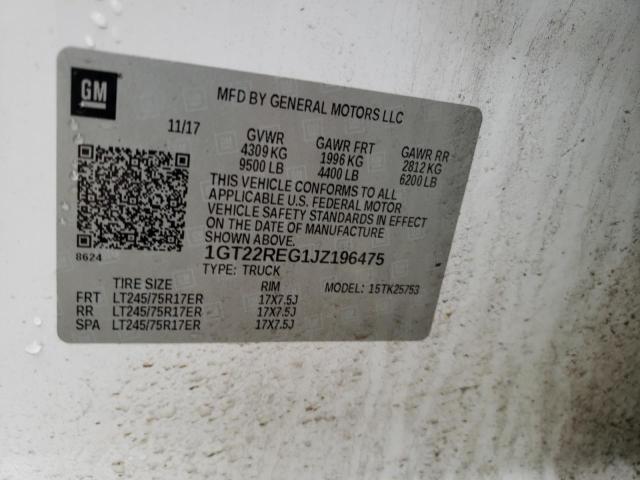 GM
MFD BY GENERAL MOTORS LLC
11/17
GVWR GAWR FRT GAWR RR
4309 KG 1996 KG 2812 KG
9500 LB 4400 LB 6200 LB
THIS VEHICLE CONFORMS TO ALL
APPLICABLE U.S. FEDERAL MOTOR
VEHICLE SAFETY STANDARDS IN EFFECT
ON THE DATE OF MANUFACTURE
SHOWN ABOVE.
8624
1GT22REG1JZ196475
TYPE: TRUCK
TIRE SIZE RIM MODEL: 15TK25753
FRT LT245/75R17ER 17X7.5J
RR LT245/75R17ER 17X7.5J
SPA LT245/75R17ER 17X7.5J